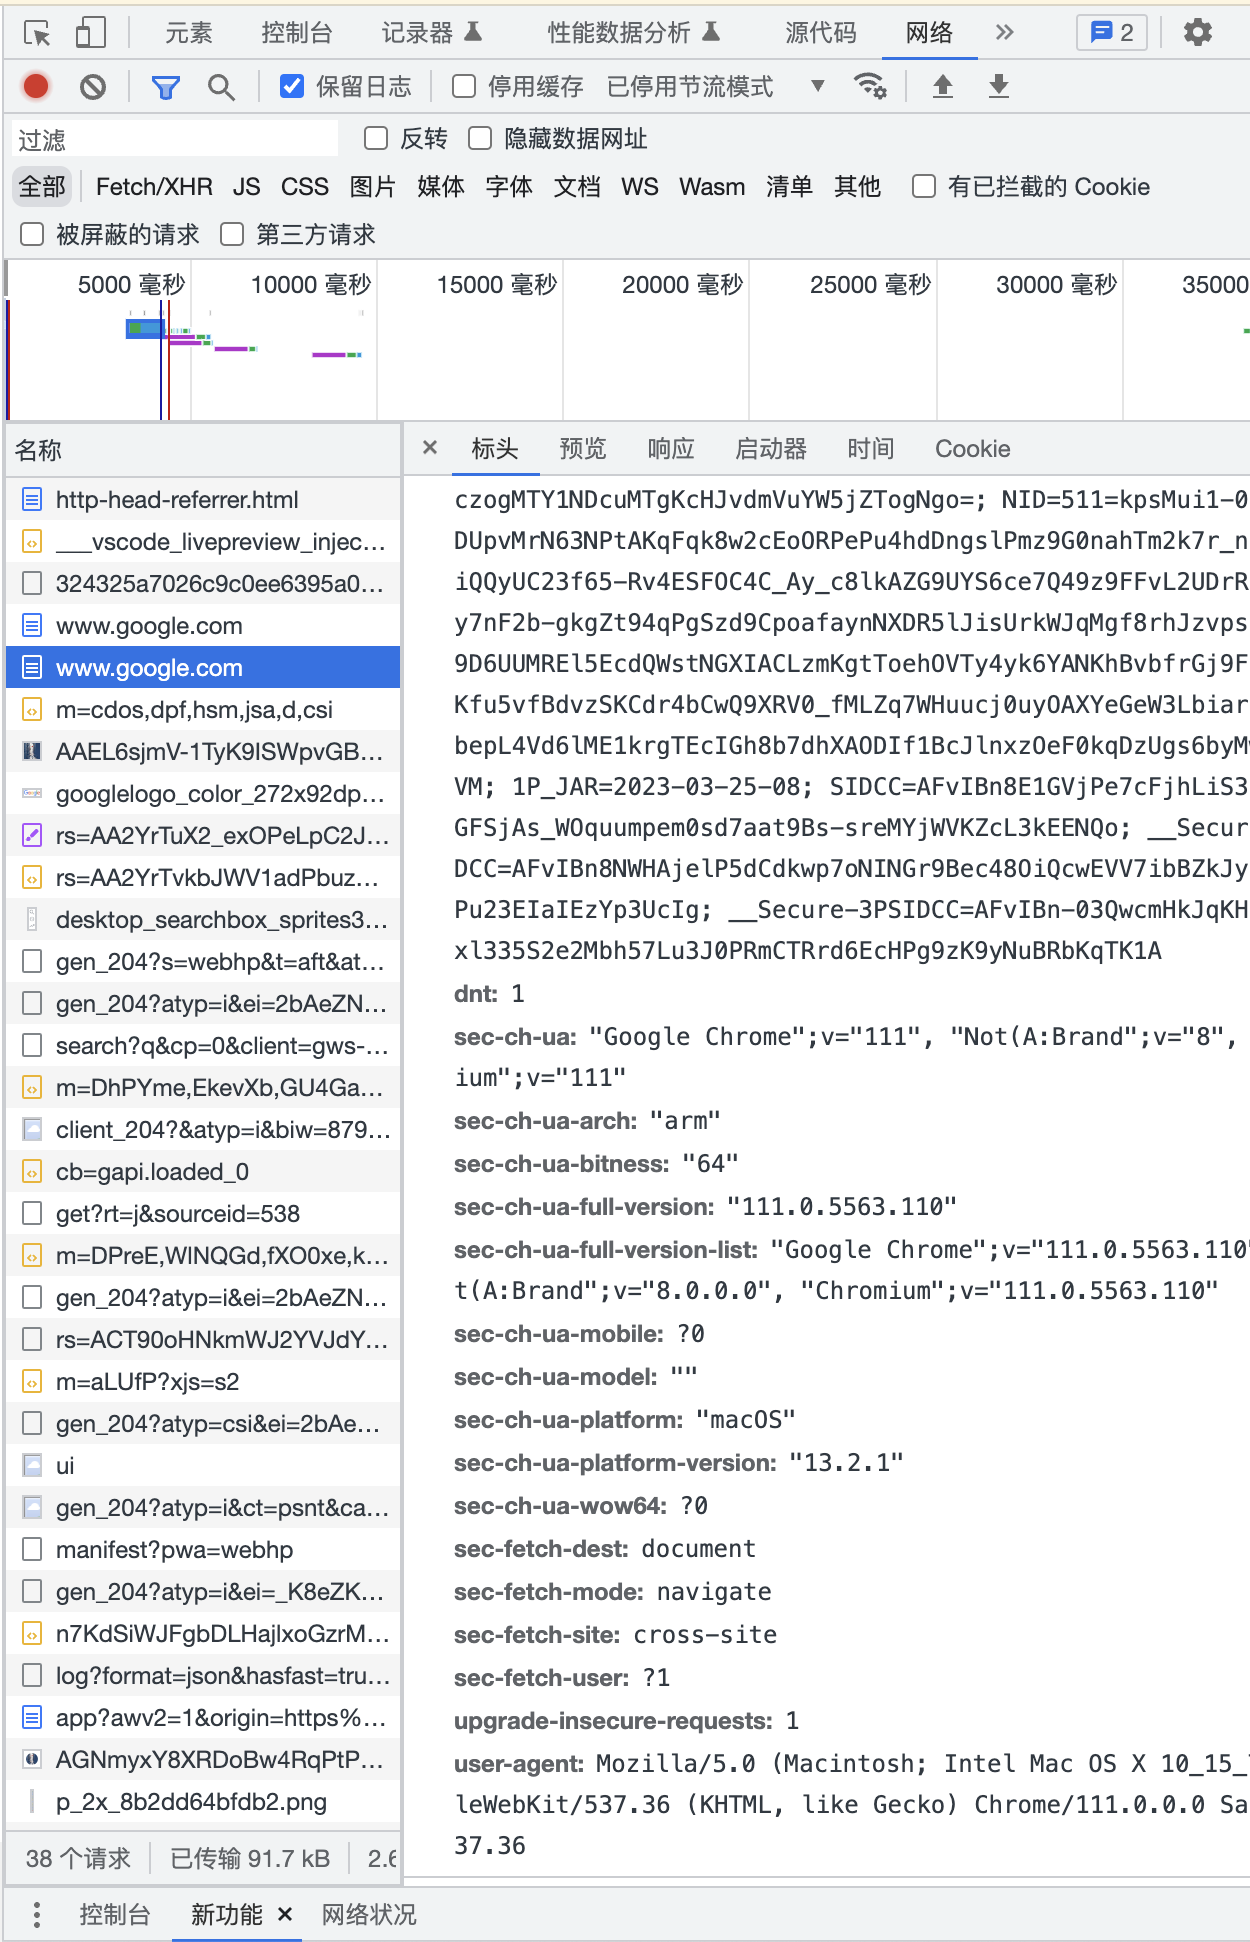 元素 控制台 记录器 性能数据分析 源代码 网络 2
保留日志 停用缓存 已停用节流模式
过滤 反转 隐藏数据网址
全部 Fetch/XHR JS CSS 图片 媒体 字体 文档 WS Wasm 清单 其他 有已拦截的 Cookie
被屏蔽的请求 第三方请求
5000 毫秒 10000 毫秒 15000 毫秒 20000 毫秒 25000 毫秒 30000 毫秒 35000
名称
http-head-referrer.html
___vscode_livepreview_injec...
324325a7026c9c0ee6395a0...
www.google.com
www.google.com
m=cdos,dpf,hsm,jsa,d,csi
AAEL6sjmV-1TyK9ISWpvGB...
googlelogo_color_272x92dp...
rs=AA2YrTuX2_exOPeLpC2J...
rs=AA2YrTvkbJWV1adPbuz...
desktop_searchbox_sprites3...
gen_204?s=webhp&t=aft&at...
gen_204?atyp=i&ei=2bAeZN...
search?q&cp=0&client=gws-...
m=DhPYme,EkevXb,GU4Ga...
client_204?&atyp=i&biw=879...
cb=gapi.loaded_0
get?rt=j&sourceid=538
m=DPreE,WlNQGd,fXO0xe,k...
gen_204?atyp=i&ei=2bAeZN...
rs=ACT90oHNkmWJ2YVJdY...
m=aLUfP?xjs=s2
gen_204?atyp=csi&ei=2bAe...
ui
gen_204?atyp=i&ct=psnt&ca...
manifest?pwa=webhp
gen_204?atyp=i&ei=_K8eZK...
n7KdSiWJFgbDLHajlxoGzrM...
log?format=json&hasfast=tru...
app?awv2=1&origin=https%...
AGNmyxY8XRDoBw4RqPtP...
p_2x_8b2dd64bfdb2.png
38 个请求 已传输 91.7 kB 2.6
标头 预览 响应 启动器 时间 Cookie
czogMTY1NDcuMTgKcHJvdmVuYW5jZTogNgo=; NID=511=kpsMui1-0
DUpvMrN63NPtAKqFqk8w2cEoORPePu4hdDngslPmz9G0nahTm2k7r_n
iQQyUC23f65-Rv4ESFOC4C_Ay_c8lkAZG9UYS6ce7Q49z9FFvL2UDrR
y7nF2b-gkgZt94qPgSzd9CpoafaynNXDR5lJisUrkWJqMgf8rhJzvps
9D6UUMREl5EcdQWstNGXIACLzmKgtToehOVTy4yk6YANKhBvbfrGj9F
Kfu5vfBdvzSKCdr4bCwQ9XRV0_fMLZq7WHuucj0uyOAXYeGeW3Lbiar
bepL4Vd6lME1krgTEcIGh8b7dhXAODIf1BcJlnxzOeF0kqDzUgs6byM
VM; 1P_JAR=2023-03-25-08; SIDCC=AFvIBn8E1GVjPe7cFjhLiS3
GFSjAs_WOquumpem0sd7aat9Bs-sreMYjWVKZcL3kEENQo; __Secur
DCC=AFvIBn8NWHAjelP5dCdkwp7oNINGr9Bec48OiQcwEVV7ibBZkJy
Pu23EIaIEzYp3UcIg; __Secure-3PSIDCC=AFvIBn-03QwcmHkJqKH
xl335S2e2Mbh57Lu3J0PRmCTRrd6EcHPg9zK9yNuBRbKqTK1A
dnt: 1
sec-ch-ua: "Google Chrome";v="111", "Not(A:Brand";v="8",
ium";v="111"
sec-ch-ua-arch: "arm"
sec-ch-ua-bitness: "64"
sec-ch-ua-full-version: "111.0.5563.110"
sec-ch-ua-full-version-list: "Google Chrome";v="111.0.5563.110"
t(A:Brand";v="8.0.0.0", "Chromium";v="111.0.5563.110"
sec-ch-ua-mobile: ?0
sec-ch-ua-model: ""
sec-ch-ua-platform: "macOS"
sec-ch-ua-platform-version: "13.2.1"
sec-ch-ua-wow64: ?0
sec-fetch-dest: document
sec-fetch-mode: navigate
sec-fetch-site: cross-site
sec-fetch-user: ?1
upgrade-insecure-requests: 1
user-agent: Mozilla/5.0 (Macintosh; Intel Mac OS X 10_15_
leWebKit/537.36 (KHTML, like Gecko) Chrome/111.0.0.0 Sa
37.36
控制台 新功能 网络状况